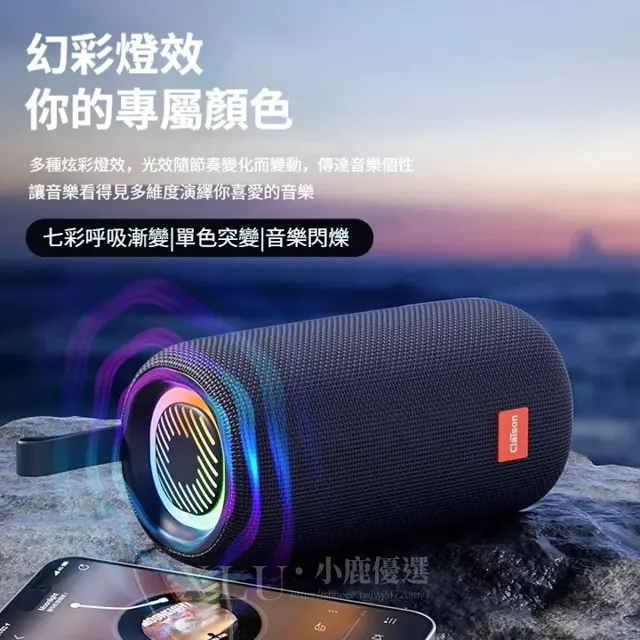 幻彩燈效
你的專屬顏色
多種炫彩燈效，光效隨節奏變化而變動，傳達音樂個性
讓音樂看得見多維度演繹你喜愛的音樂
七彩呼吸漸變|單色突變|音樂閃爍
Claison
XLU·小鹿優選